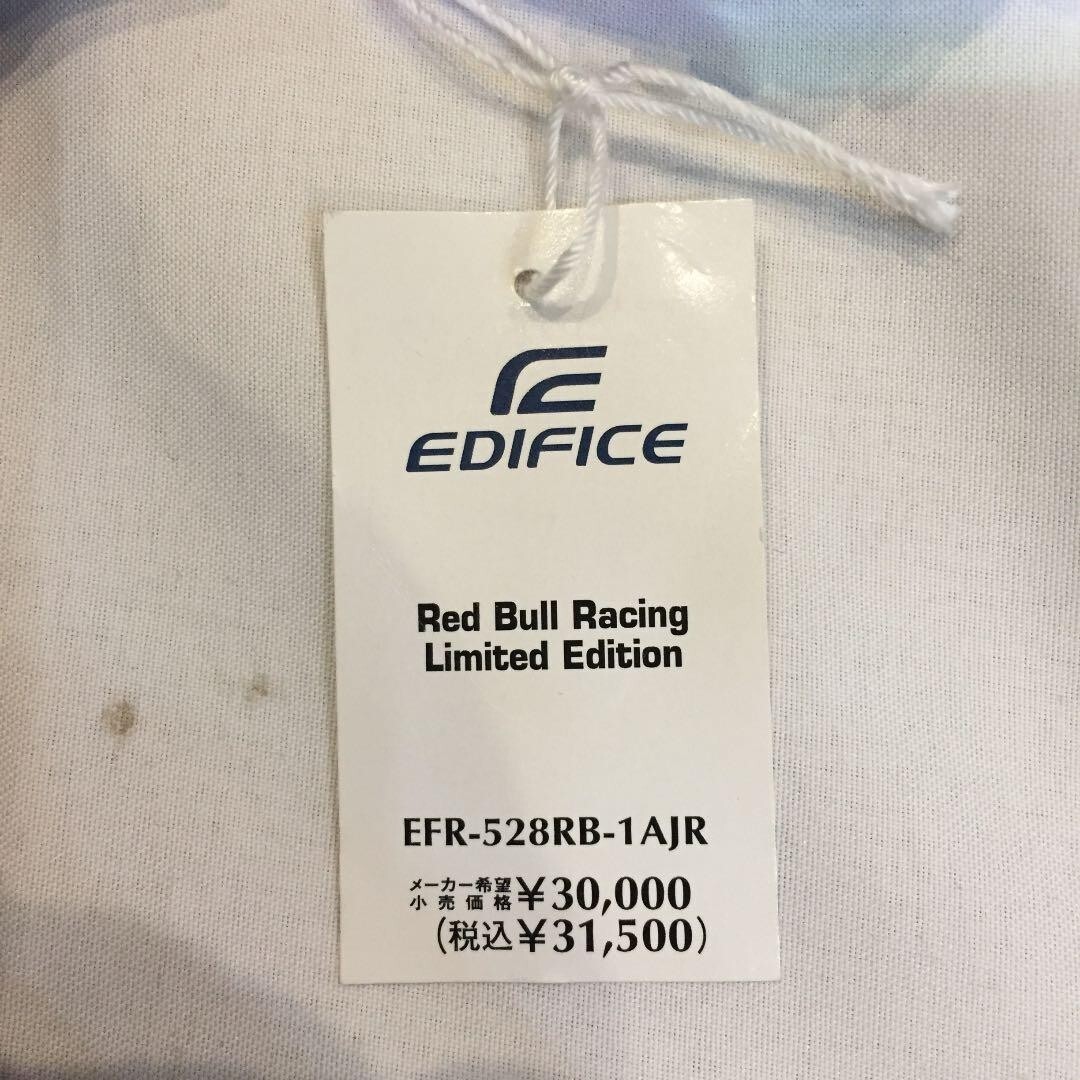 EDIFICE
Red Bull Racing
Limited Edition
EFR-528RB-1AJR
メーカー希望小売価格 ¥30,000
(税込¥31,500)